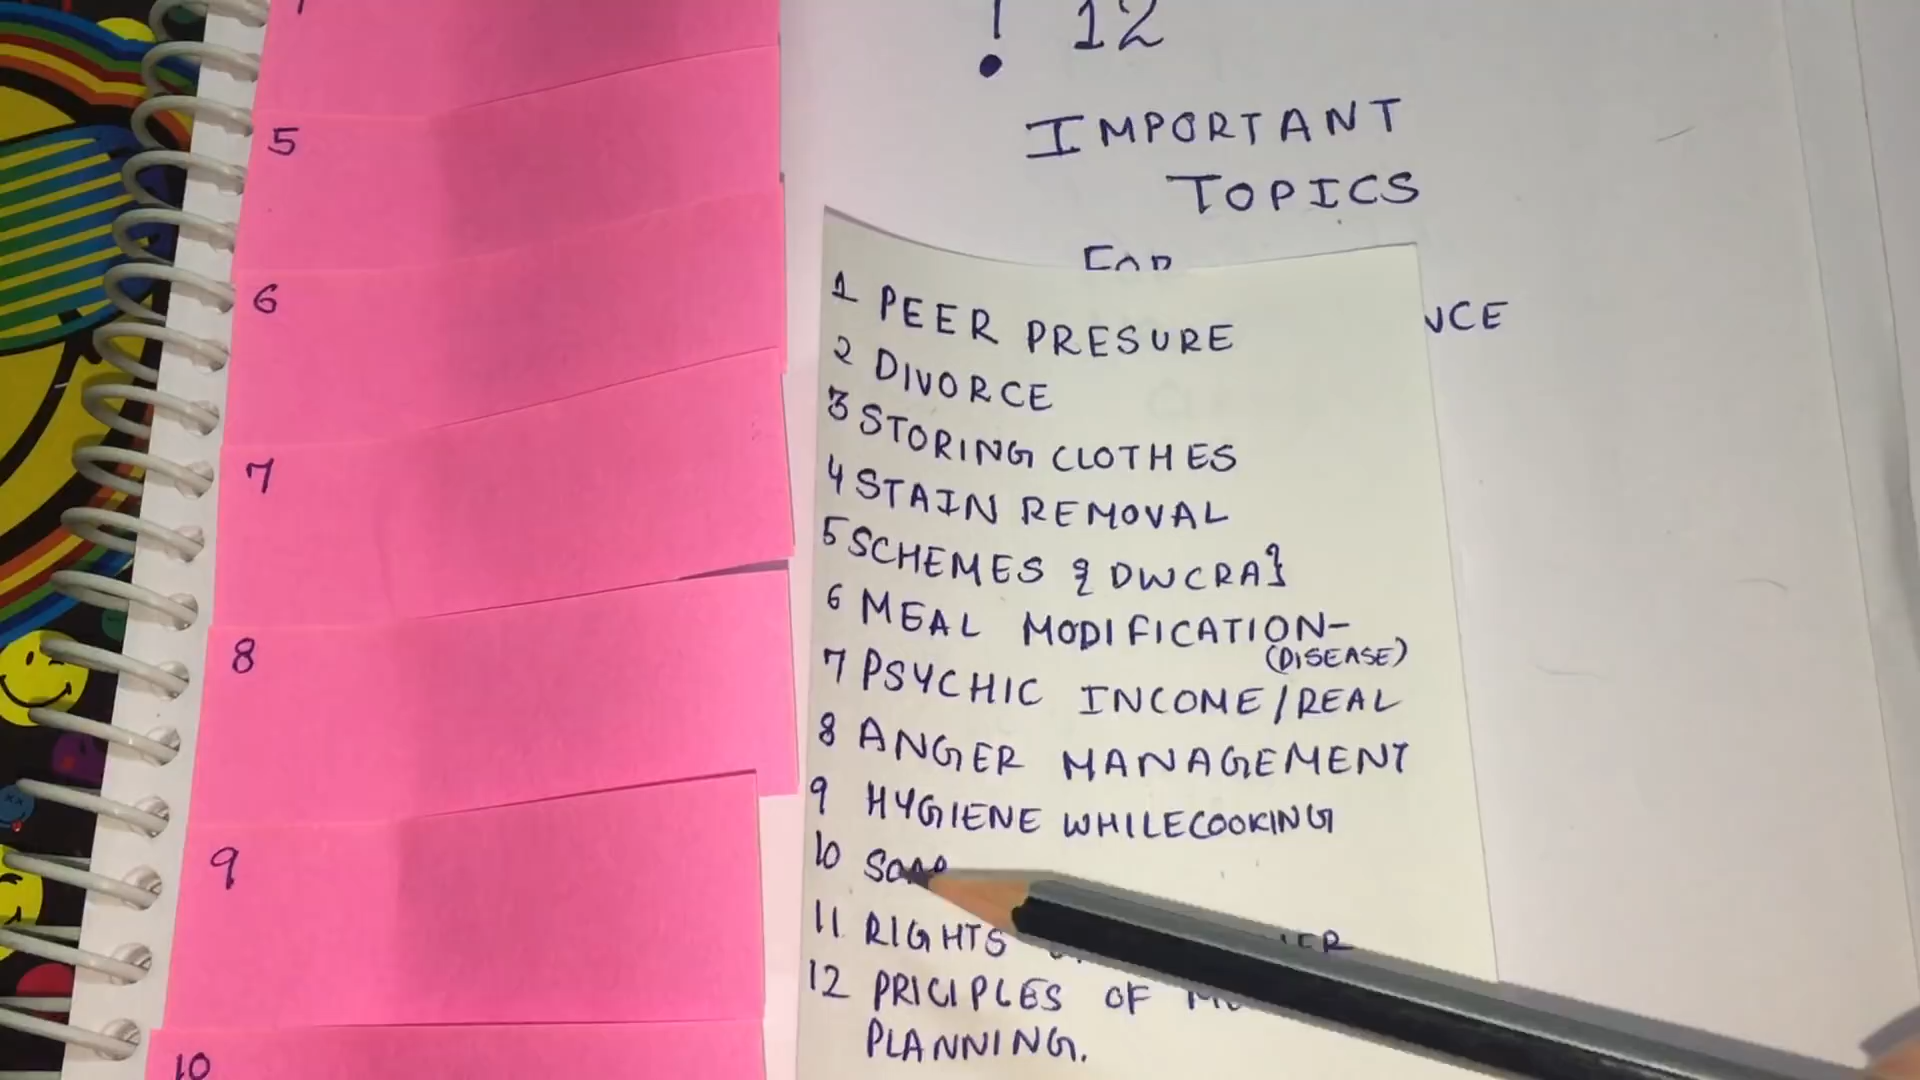 5
6
7
8
9
10
! 12
IMPORTANT
TOPICS
1 PEER PRESURE
2 DIVORCE
3 STORING CLOTHES
4 STAIN REMOVAL
5 SCHEMES { DWCRA}
6 MEAL MODIFICATION-
(DISEASE)
7 PSYCHIC INCOME/REAL
8 ANGER MANAGEMENT
9 HYGIENE WHILE COOKING
10
11 RIGHTS
12 PRICIPLES OF
PLANNING.